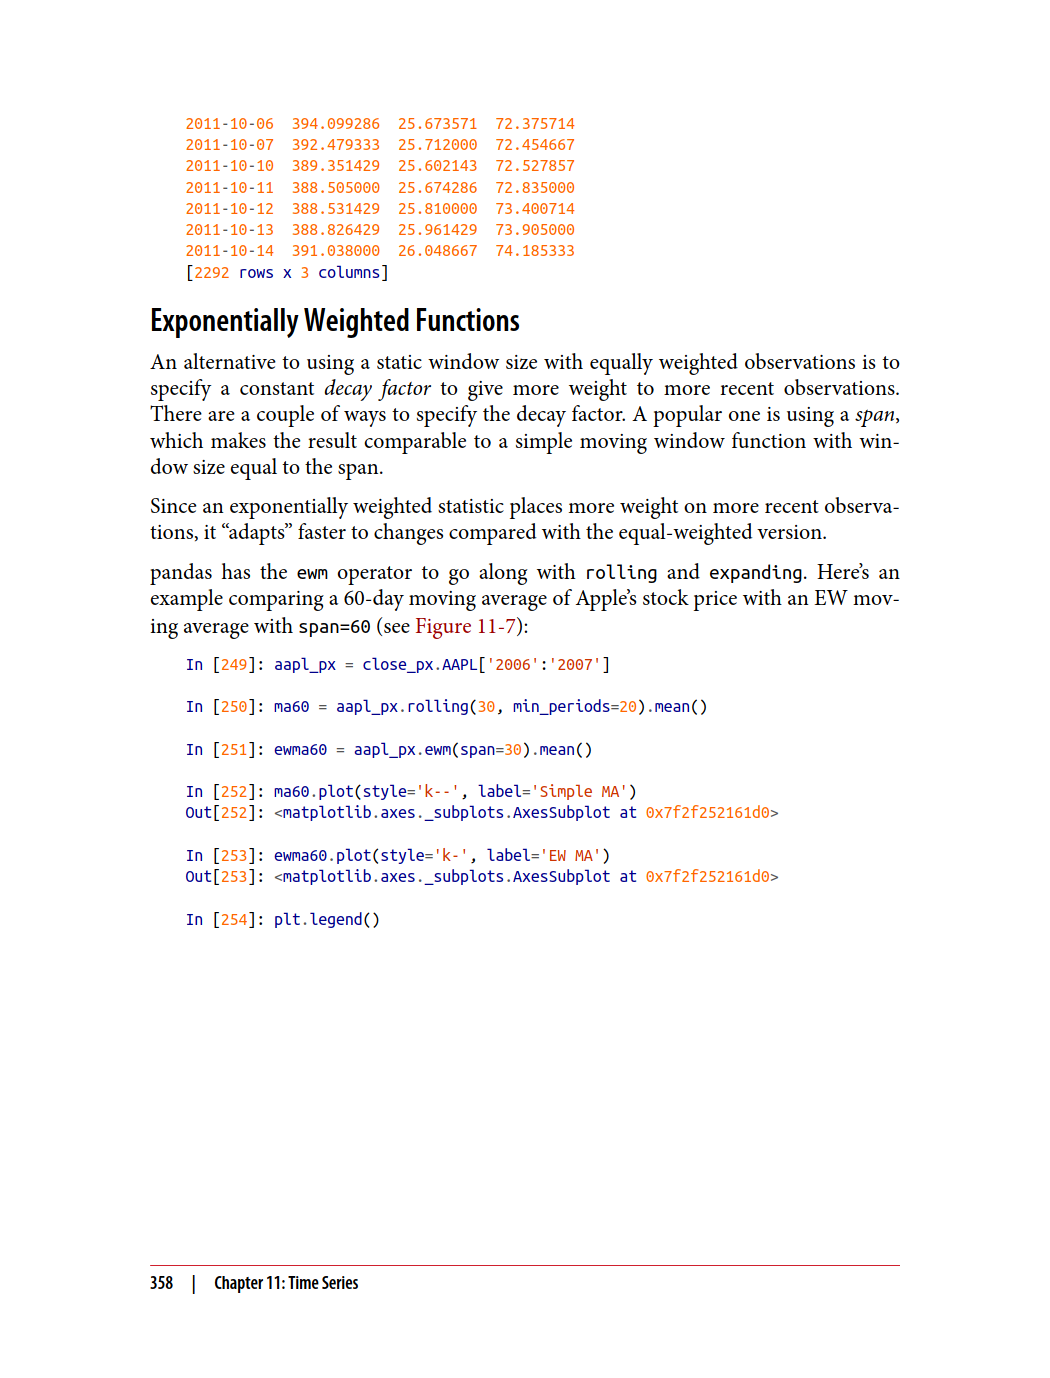 2011-10-06  394.099286  25.673571  72.375714
2011-10-07  392.479333  25.712000  72.454667
2011-10-10  389.351429  25.602143  72.527857
2011-10-11  388.505000  25.674286  72.835000
2011-10-12  388.531429  25.810000  73.400714
2011-10-13  388.826429  25.961429  73.905000
2011-10-14  391.038000  26.048667  74.185333
[2292 rows x 3 columns]
Exponentially Weighted Functions
An alternative to using a static window size with equally weighted observations is to
specify a constant decay factor to give more weight to more recent observations.
There are a couple of ways to specify the decay factor. A popular one is using a span,
which makes the result comparable to a simple moving window function with win-
dow size equal to the span.
Since an exponentially weighted statistic places more weight on more recent observa-
tions, it “adapts” faster to changes compared with the equal-weighted version.
pandas has the ewm operator to go along with rolling and expanding. Here’s an
example comparing a 60-day moving average of Apple’s stock price with an EW mov-
ing average with span=60 (see Figure 11-7):
In [249]: aapl_px = close_px.AAPL['2006':'2007']
In [250]: ma60 = aapl_px.rolling(30, min_periods=20).mean()
In [251]: ewma60 = aapl_px.ewm(span=30).mean()
In [252]: ma60.plot(style='k--', label='Simple MA')
Out[252]: <matplotlib.axes._subplots.AxesSubplot at 0x7f2f252161d0>
In [253]: ewma60.plot(style='k-', label='EW MA')
Out[253]: <matplotlib.axes._subplots.AxesSubplot at 0x7f2f252161d0>
In [254]: plt.legend()
358 | Chapter 11: Time Series